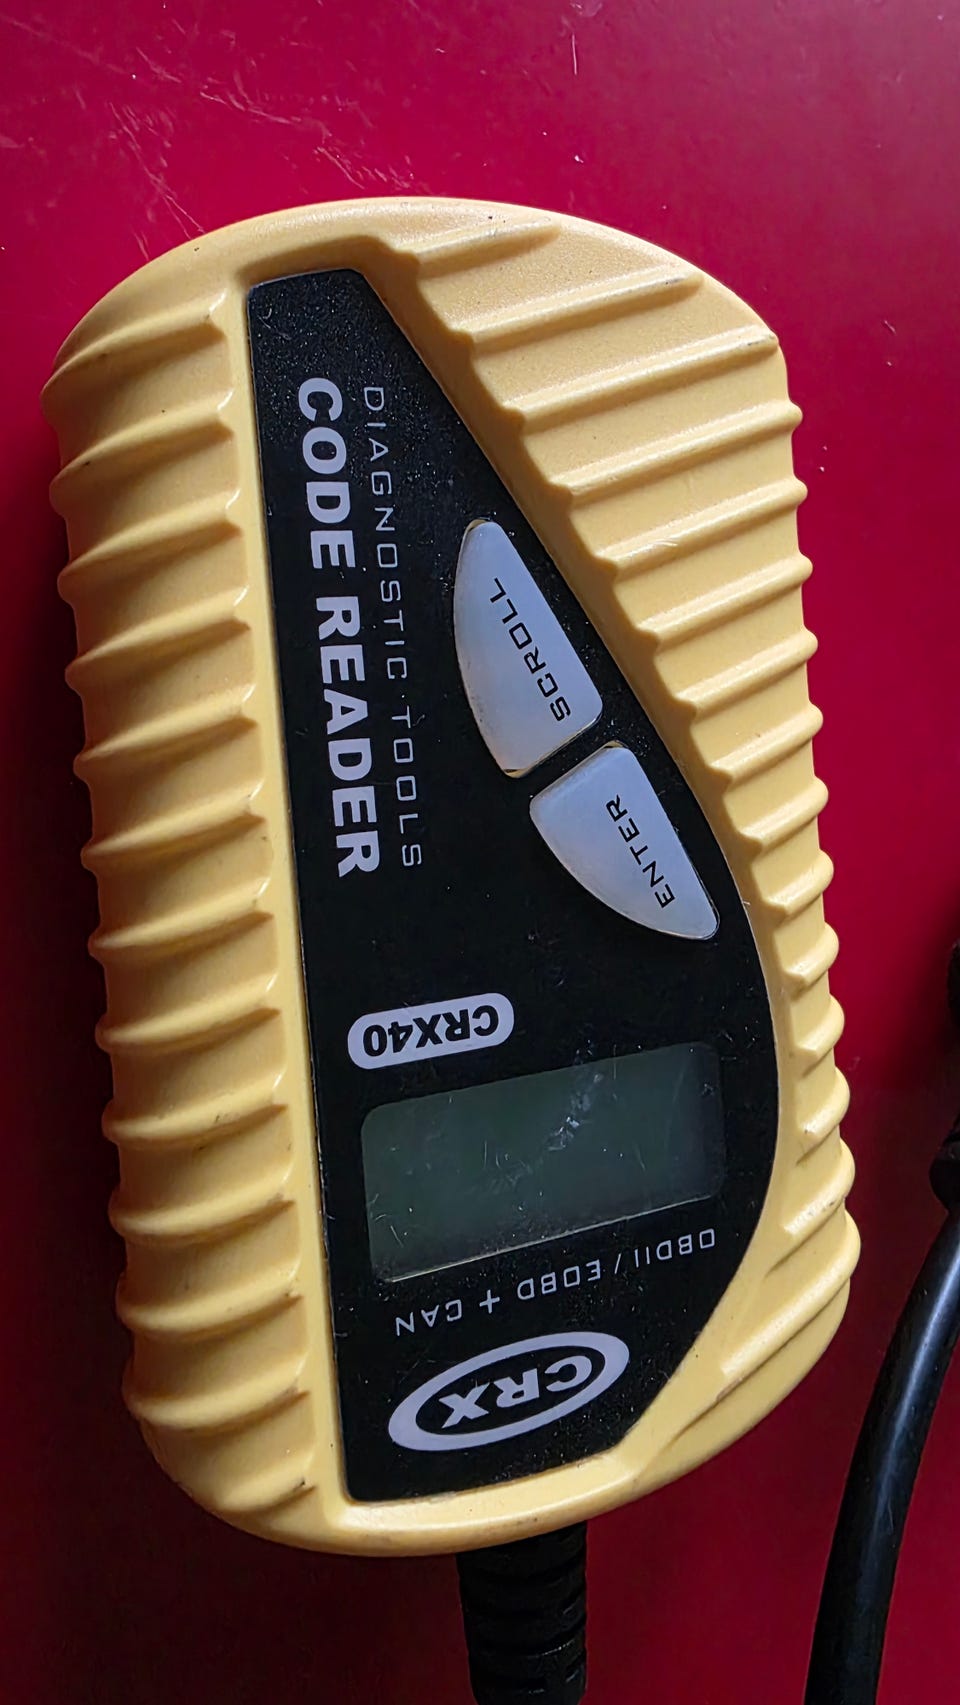 CRX
OBDII / EOBD + CAN
CRX40
ENTER
SCROLL
DIAGNOSTIC TOOLS
CODE READER